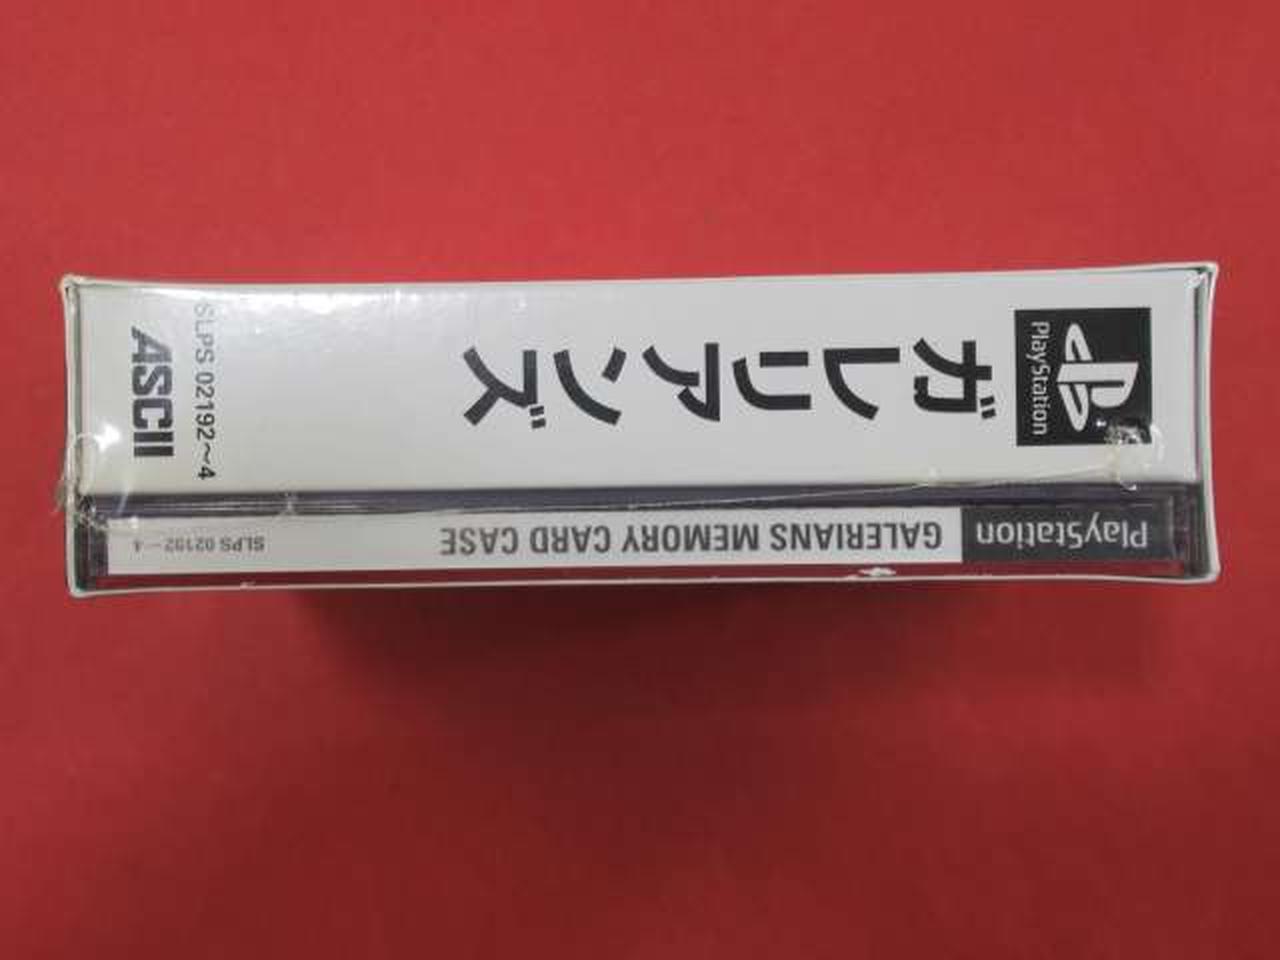 PlayStation
ガレリアンズ
SLPS 02192~4
ASCII
PlayStation
GALERIANS MEMORY CARD CASE
SLPS 02192~4